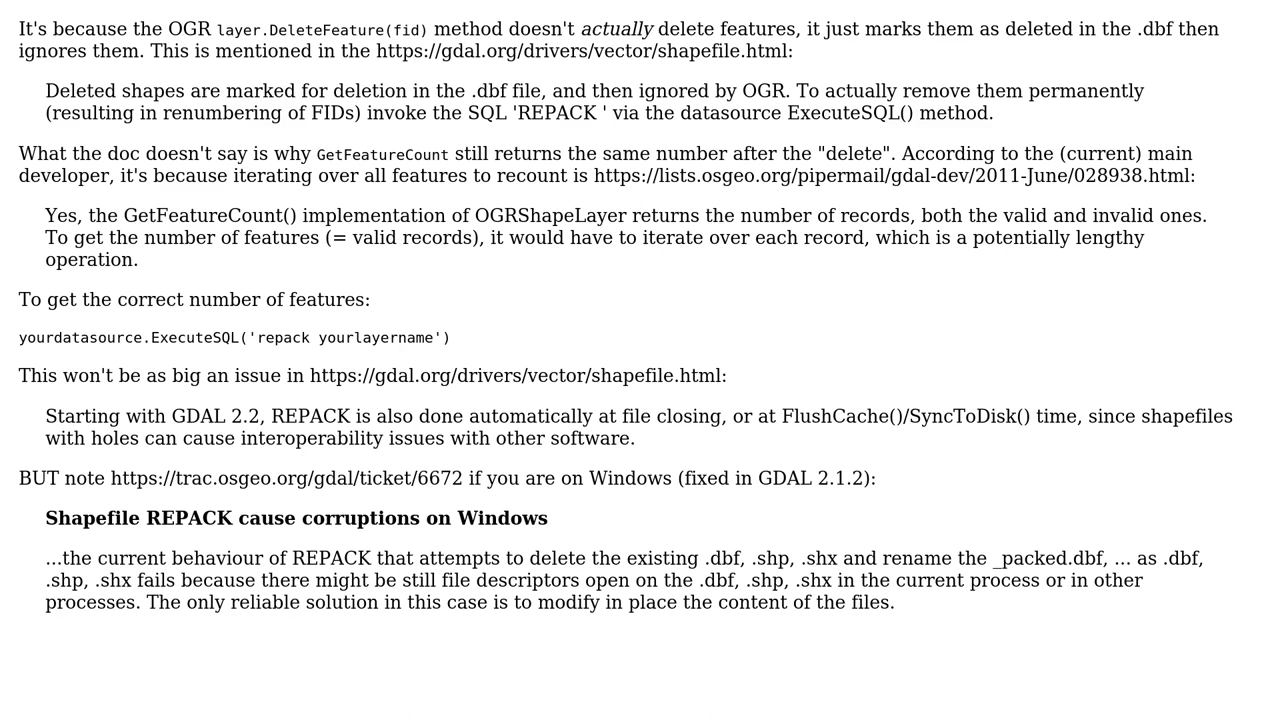 It's because the OGR layer.DeleteFeature(fid) method doesn't actually delete features, it just marks them as deleted in the .dbf then
ignores them. This is mentioned in the https://gdal.org/drivers/vector/shapefile.html:
Deleted shapes are marked for deletion in the .dbf file, and then ignored by OGR. To actually remove them permanently
(resulting in renumbering of FIDs) invoke the SQL 'REPACK ' via the datasource ExecuteSQL() method.
What the doc doesn't say is why GetFeatureCount still returns the same number after the "delete". According to the (current) main
developer, it's because iterating over all features to recount is https://lists.osgeo.org/pipermail/gdal-dev/2011-June/028938.html:
Yes, the GetFeatureCount() implementation of OGRShapeLayer returns the number of records, both the valid and invalid ones.
To get the number of features (= valid records), it would have to iterate over each record, which is a potentially lengthy
operation.
To get the correct number of features:
yourdatasource.ExecuteSQL('repack yourlayername')
This won't be as big an issue in https://gdal.org/drivers/vector/shapefile.html:
Starting with GDAL 2.2, REPACK is also done automatically at file closing, or at FlushCache()/SyncToDisk() time, since shapefiles
with holes can cause interoperability issues with other software.
BUT note https://trac.osgeo.org/gdal/ticket/6672 if you are on Windows (fixed in GDAL 2.1.2):
Shapefile REPACK cause corruptions on Windows
...the current behaviour of REPACK that attempts to delete the existing .dbf, .shp, .shx and rename the _packed.dbf, ... as .dbf,
.shp, .shx fails because there might be still file descriptors open on the .dbf, .shp, .shx in the current process or in other
processes. The only reliable solution in this case is to modify in place the content of the files.